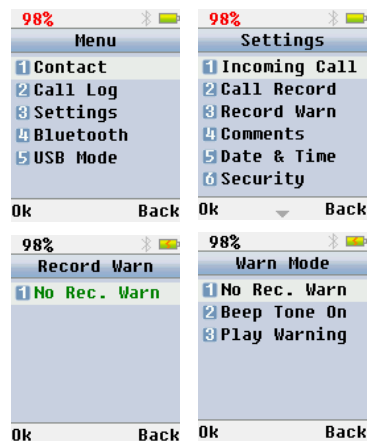 98%
Menu
1 Contact
2 Call Log
3 Settings
4 Bluetooth
5 USB Mode
Ok Back
98%
Settings
1 Incoming Call
2 Call Record
3 Record Warn
4 Comments
5 Date & Time
6 Security
Ok Back
98%
Record Warn
1 No Rec. Warn
Ok Back
98%
Warn Mode
1 No Rec. Warn
2 Beep Tone On
3 Play Warning
Ok Back